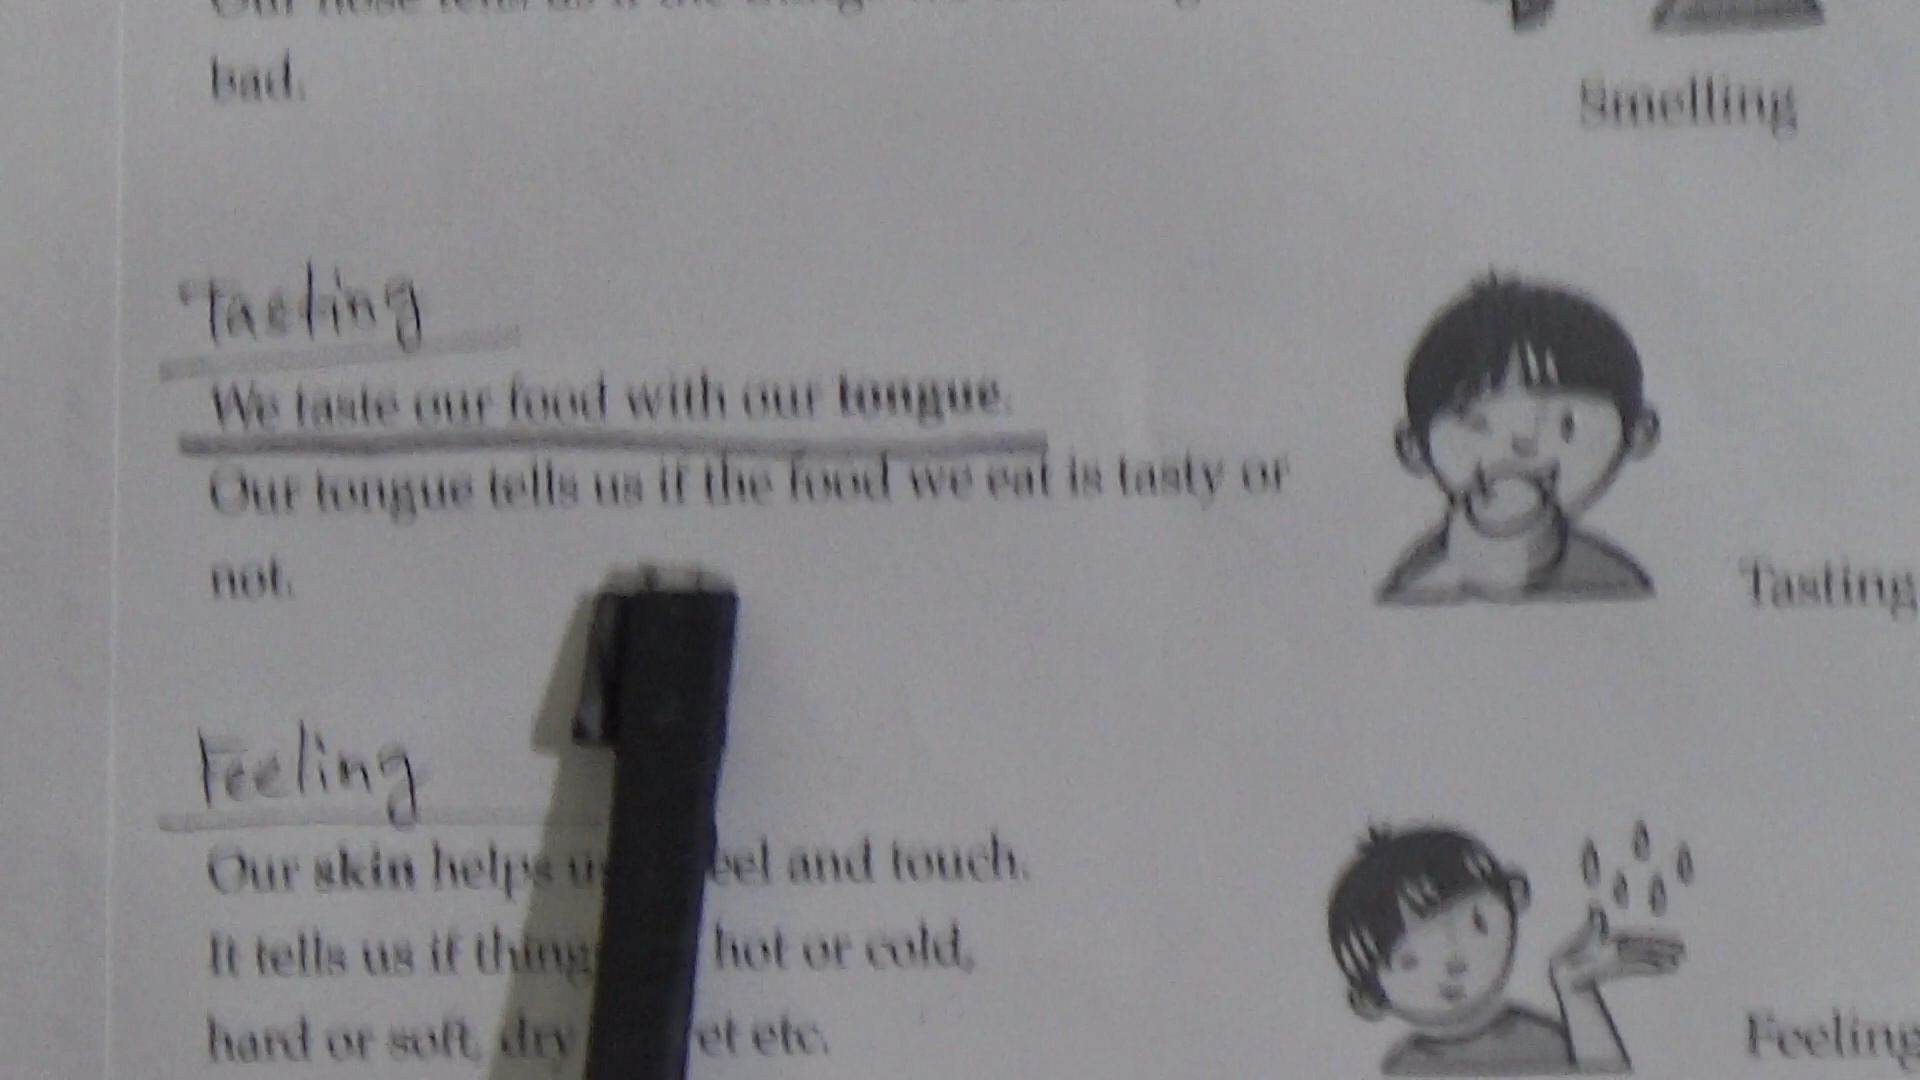 bad.
Smelling
Tasting
We taste our food with our tongue.
Our tongue tells us if the food we eat is tasty or
not.
Tasting
Feeling
Our skin helps eel and touch.
It tells us if thing hot or cold,
hard or soft, dry et etc.
Feeling